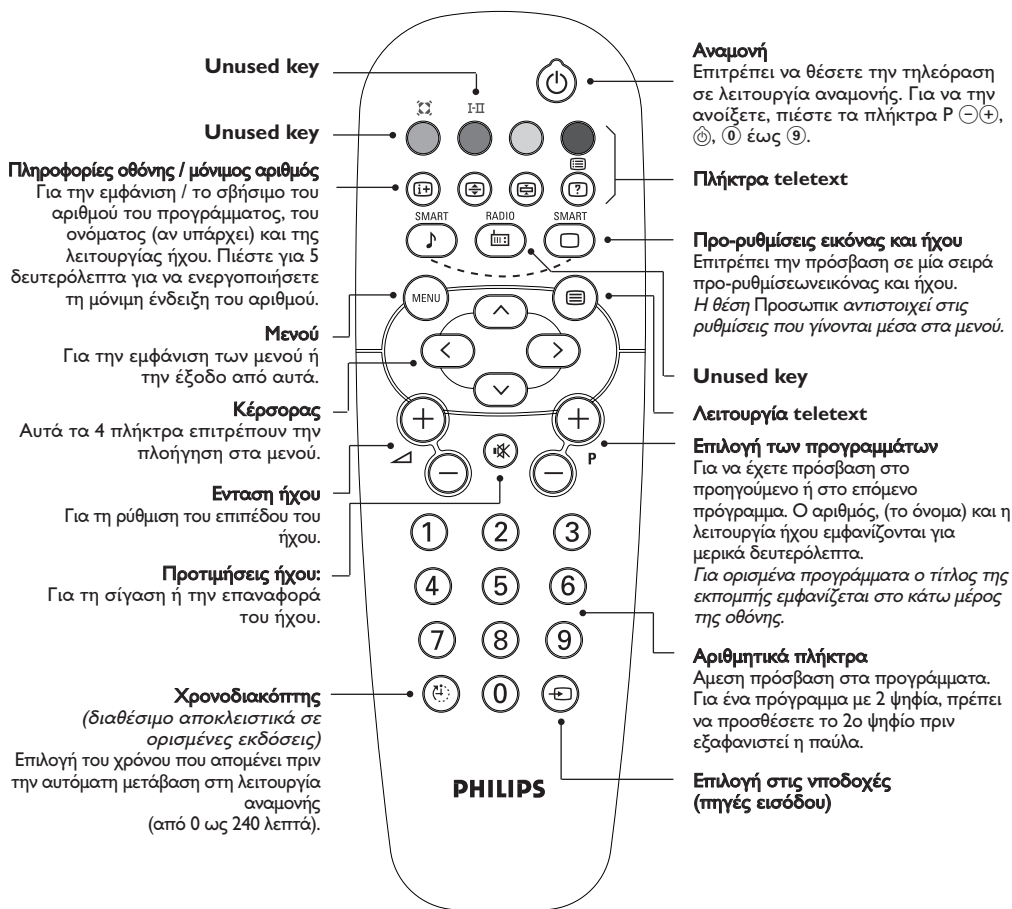 Unused key
Unused key
Πληροφορίες οθόνης / μόνιμος αριθμός
Για την εμφάνιση / το σβήσιμο του
αριθμού του προγράμματος, του
ονόματος (αν υπάρχει) και της
λειτουργίας ήχου. Πιέστε για 5
δευτερόλεπτα για να ενεργοποιήσετε
τη μόνιμη ένδειξη του αριθμού.
Μενού
Για την εμφάνιση των μενού ή
την έξοδο από αυτά.
Κέρσορας
Αυτά τα 4 πλήκτρα επιτρέπουν την
πλοήγηση στα μενού.
Ενταση ήχου
Για τη ρύθμιση του επιπέδου του
ήχου.
Προτιμήσεις ήχου:
Για τη σίγαση ή την επαναφορά
του ήχου.
Χρονοδιακόπτης
(διαθέσιμο αποκλειστικά σε
ορισμένες εκδόσεις)
Επιλογή του χρόνου που απομένει πριν
την αυτόματη μετάβαση στη λειτουργία
αναμονής
(από 0 ως 240 λεπτά).
I-II
i+
?
SMART
RADIO
SMART
MENU
+
+
−
−
P
1
2
3
4
5
6
7
8
9
0
PHILIPS
Αναμονή
Επιτρέπει να θέσετε την τηλεόραση
σε λειτουργία αναμονής. Για να την
ανοίξετε, πιέστε τα πλήκτρα P ⊖⊕,
⏻, ⓪ έως ⑨.
Πλήκτρα teletext
Προ-ρυθμίσεις εικόνας και ήχου
Επιτρέπει την πρόσβαση σε μία σειρά
προ-ρυθμίσεωνεικόνας και ήχου.
Η θέση Προσωπικ αντιστοιχεί στις
ρυθμίσεις που γίνονται μέσα στα μενού.
Unused key
Λειτουργία teletext
Επιλογή των προγραμμάτων
Για να έχετε πρόσβαση στο
προηγούμενο ή στο επόμενο
πρόγραμμα. Ο αριθμός, (το όνομα) και η
λειτουργία ήχου εμφανίζονται για
μερικά δευτερόλεπτα.
Για ορισμένα προγράμματα ο τίτλος της
εκπομπής εμφανίζεται στο κάτω μέρος
της οθόνης.
Αριθμητικά πλήκτρα
Αμεση πρόσβαση στα προγράμματα.
Για ένα πρόγραμμα με 2 ψηφία, πρέπει
να προσθέσετε το 2ο ψηφίο πριν
εξαφανιστεί η παύλα.
Επιλογή στις νποδοχές
(πηγές εισόδου)